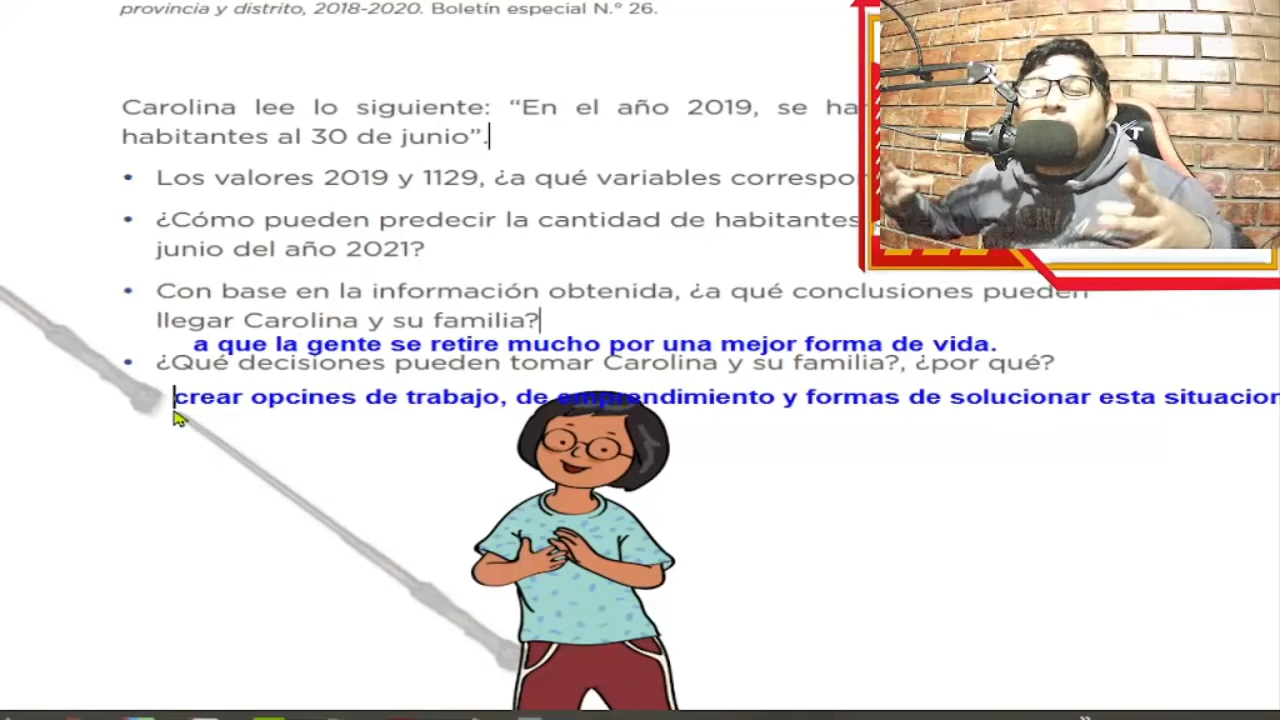 provincia y distrito, 2018-2020. Boletín especial N.° 26.
Carolina lee lo siguiente: “En el año 2019, se
habitantes al 30 de junio”.
• Los valores 2019 y 1129, ¿a qué variables
• ¿Cómo pueden predecir la cantidad de habitantes
junio del año 2021?
• Con base en la información obtenida, ¿a qué conclusiones pueden
llegar Carolina y su familia?
a que la gente se retire mucho por una mejor forma de vida.
• ¿Qué decisiones pueden tomar Carolina y su familia?, ¿por qué?
crear opcines de trabajo, de emprendimiento y formas de solucionar esta situacion